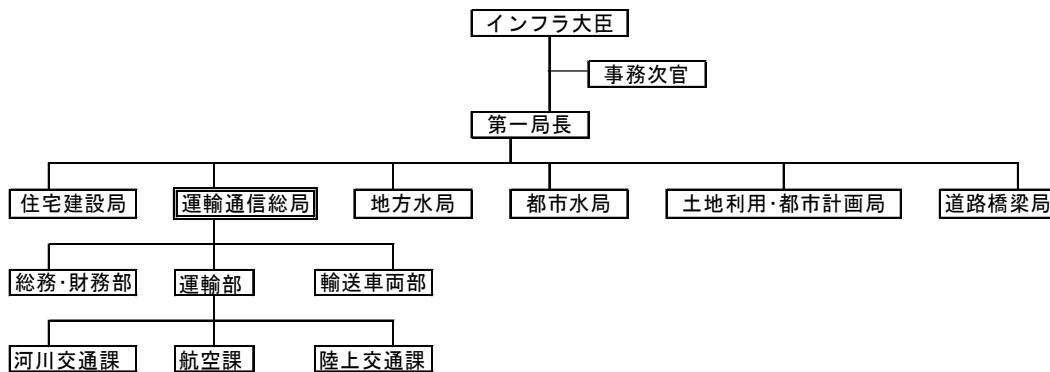 インフラ大臣
事務次官
第一局長
住宅建設局
運輸通信総局
地方水局
都市水局
土地利用･都市計画局
道路橋梁局
総務･財務部
運輸部
輸送車両部
河川交通課
航空課
陸上交通課